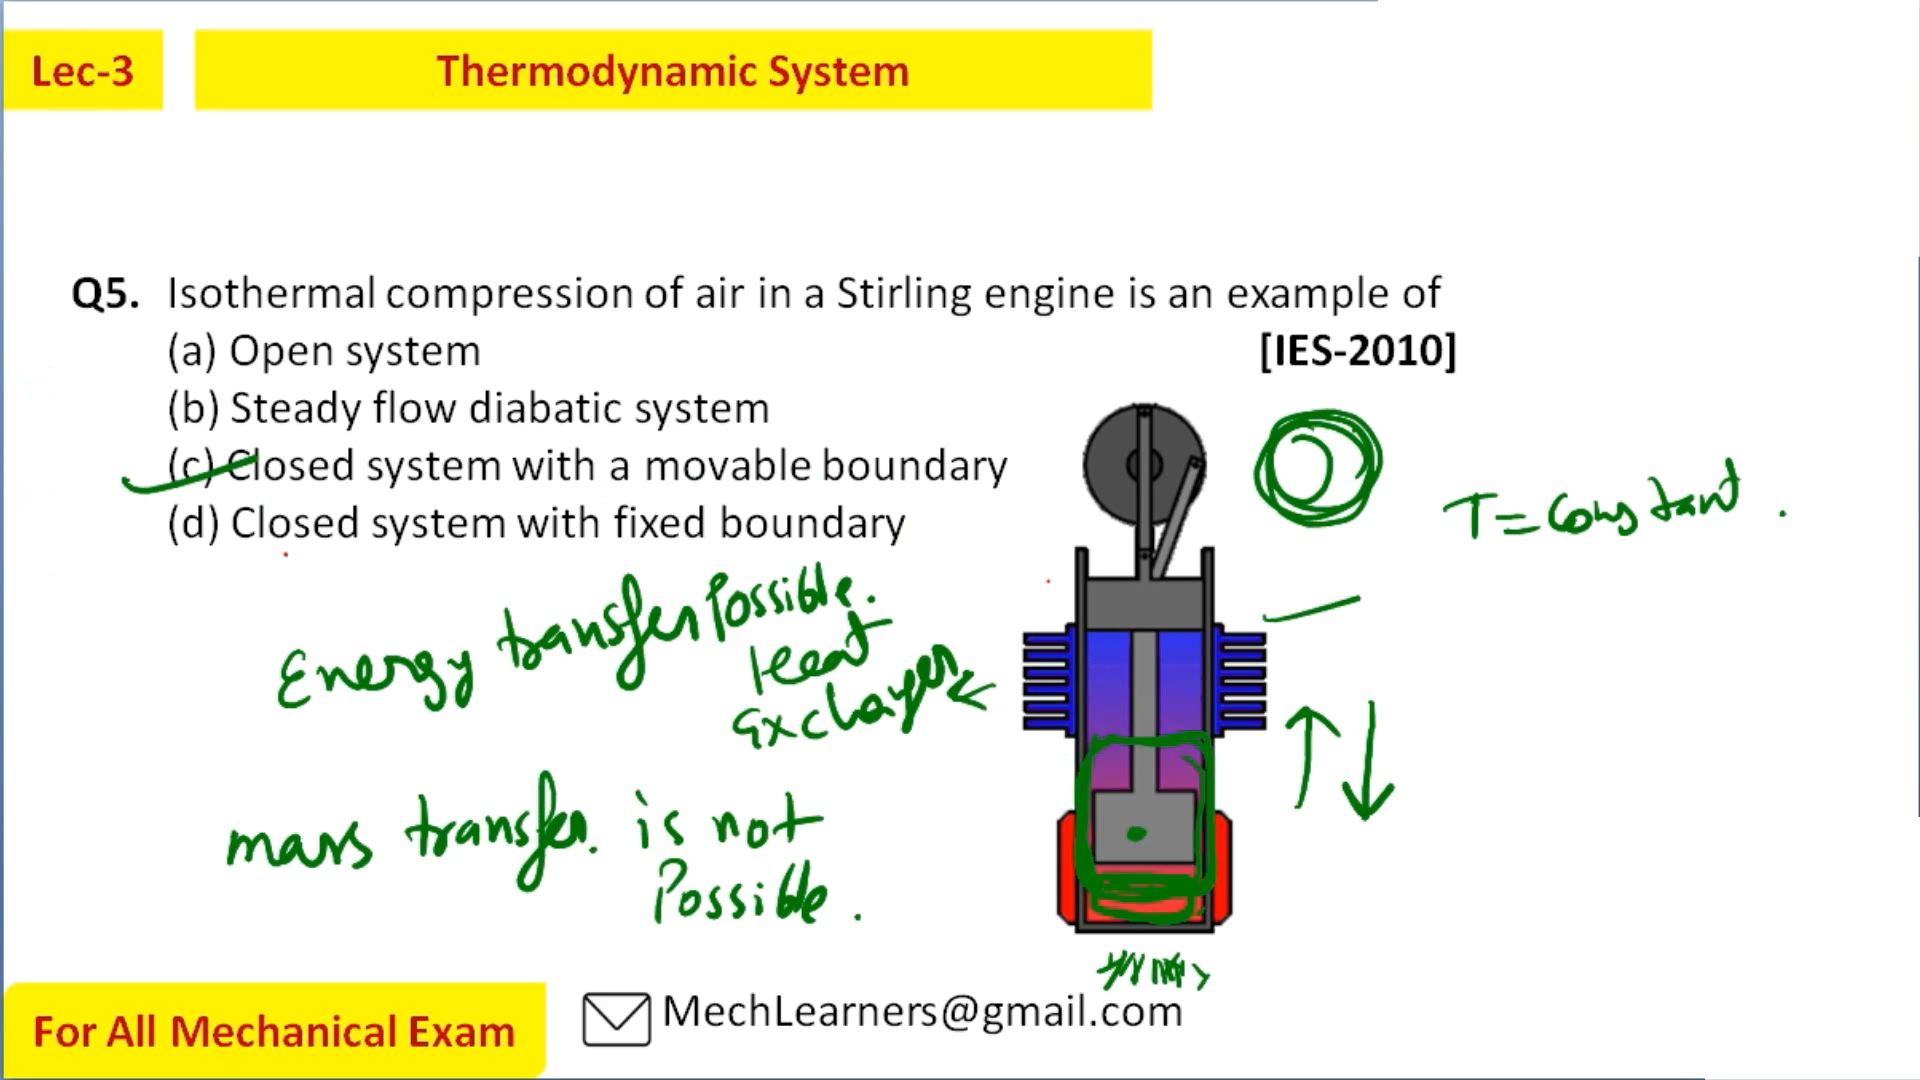 Lec-3
Thermodynamic System
Q5. Isothermal compression of air in a Stirling engine is an example of
(a) Open system [IES-2010]
(b) Steady flow diabatic system
(c) Closed system with a movable boundary
(d) Closed system with fixed boundary
T = Constant .
Energy transfer Possible.
Heat
exchanger
mass transfer. is not
Possible .
For All Mechanical Exam
MechLearners@gmail.com